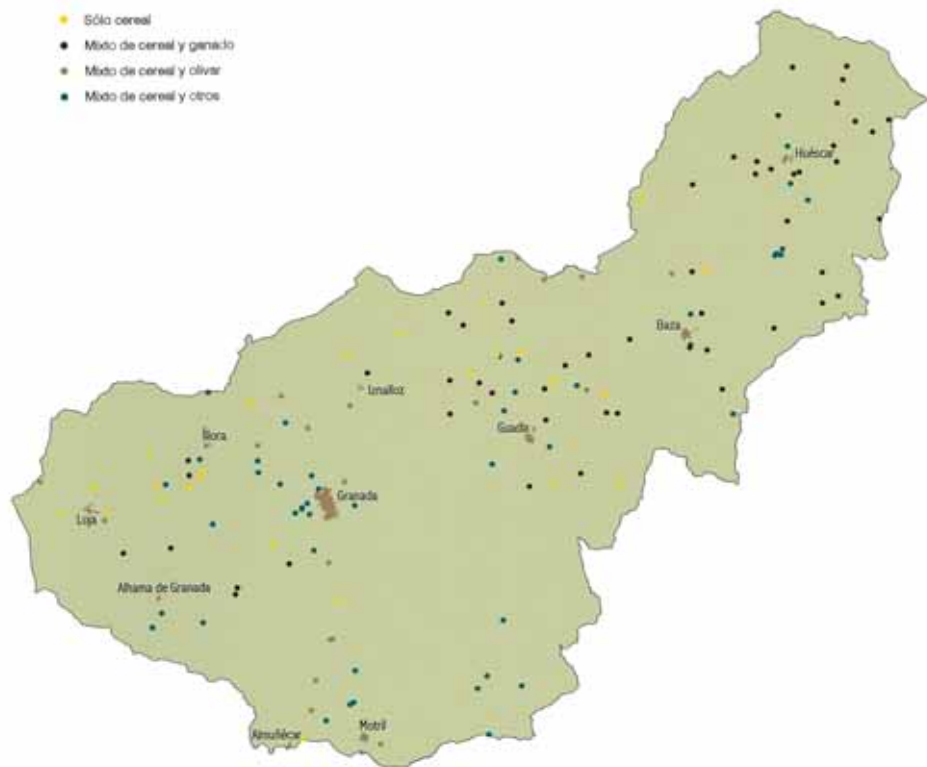 Sólo cereal
Mixto de cereal y ganado
Mixto de cereal y olivar
Mixto de cereal y otros
Huéscar
Baza
Iznalloz
Guadix
Íllora
Granada
Loja
Alhama de Granada
Motril
Almuñécar